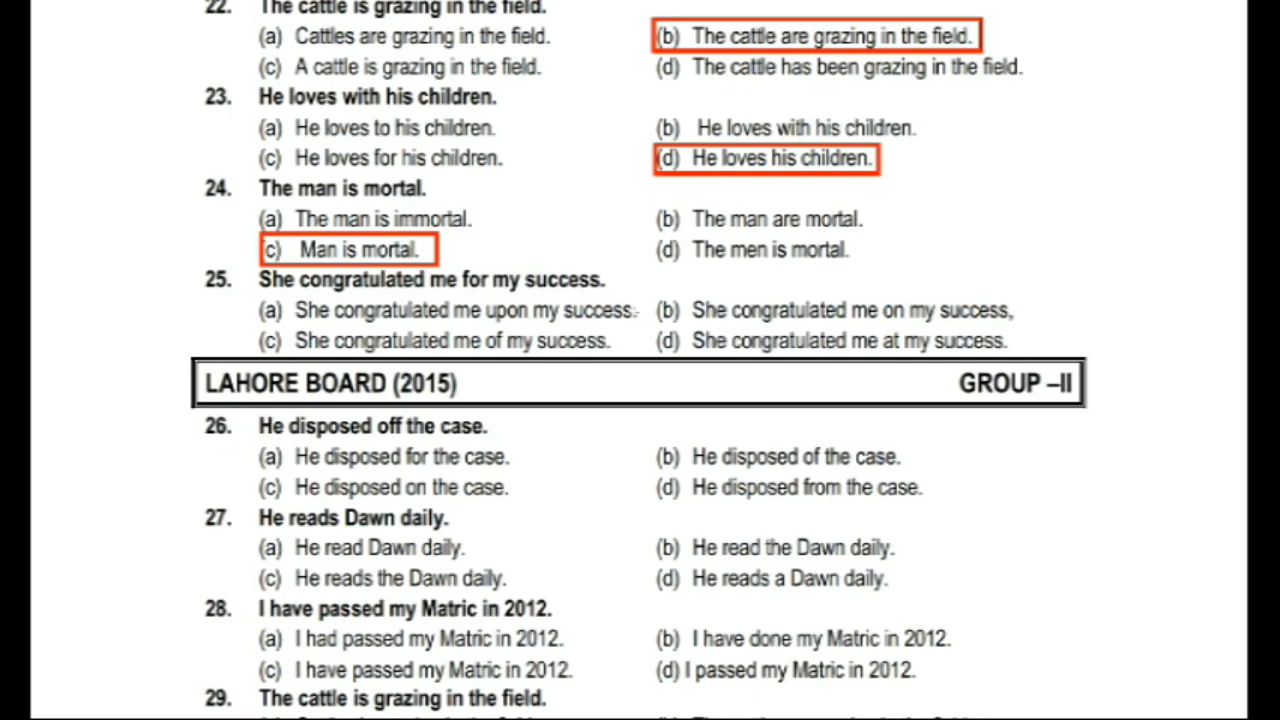 22. The cattle is grazing in the field.
(a) Cattles are grazing in the field. (b) The cattle are grazing in the field.
(c) A cattle is grazing in the field. (d) The cattle has been grazing in the field.
23. He loves with his children.
(a) He loves to his children. (b) He loves with his children.
(c) He loves for his children. (d) He loves his children.
24. The man is mortal.
(a) The man is immortal. (b) The man are mortal.
(c) Man is mortal. (d) The men is mortal.
25. She congratulated me for my success.
(a) She congratulated me upon my success. (b) She congratulated me on my success,
(c) She congratulated me of my success. (d) She congratulated me at my success.
LAHORE BOARD (2015) GROUP –II
26. He disposed off the case.
(a) He disposed for the case. (b) He disposed of the case.
(c) He disposed on the case. (d) He disposed from the case.
27. He reads Dawn daily.
(a) He read Dawn daily. (b) He read the Dawn daily.
(c) He reads the Dawn daily. (d) He reads a Dawn daily.
28. I have passed my Matric in 2012.
(a) I had passed my Matric in 2012. (b) I have done my Matric in 2012.
(c) I have passed my Matric in 2012. (d) I passed my Matric in 2012.
29. The cattle is grazing in the field.